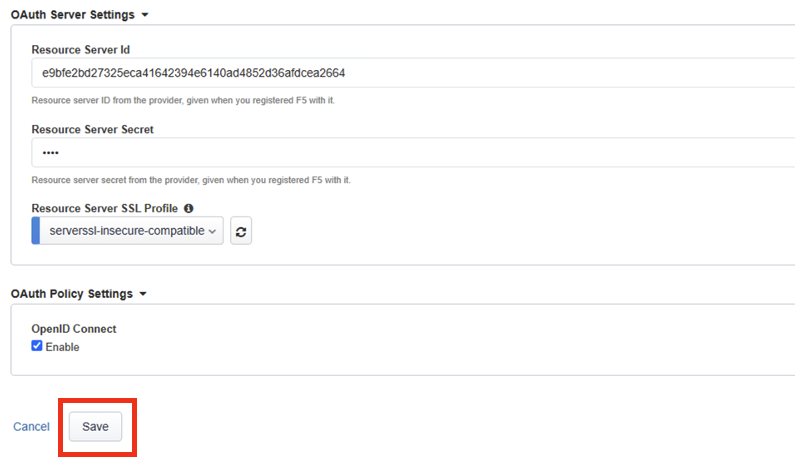 OAuth Server Settings
Resource Server Id
e9bfe2bd27325eca41642394e6140ad4852d36afdcea2664
Resource server ID from the provider, given when you registered F5 with it.
Resource Server Secret
••••
Resource server secret from the provider, given when you registered F5 with it.
Resource Server SSL Profile
serverssl-insecure-compatible
OAuth Policy Settings
OpenID Connect
Enable
Cancel Save